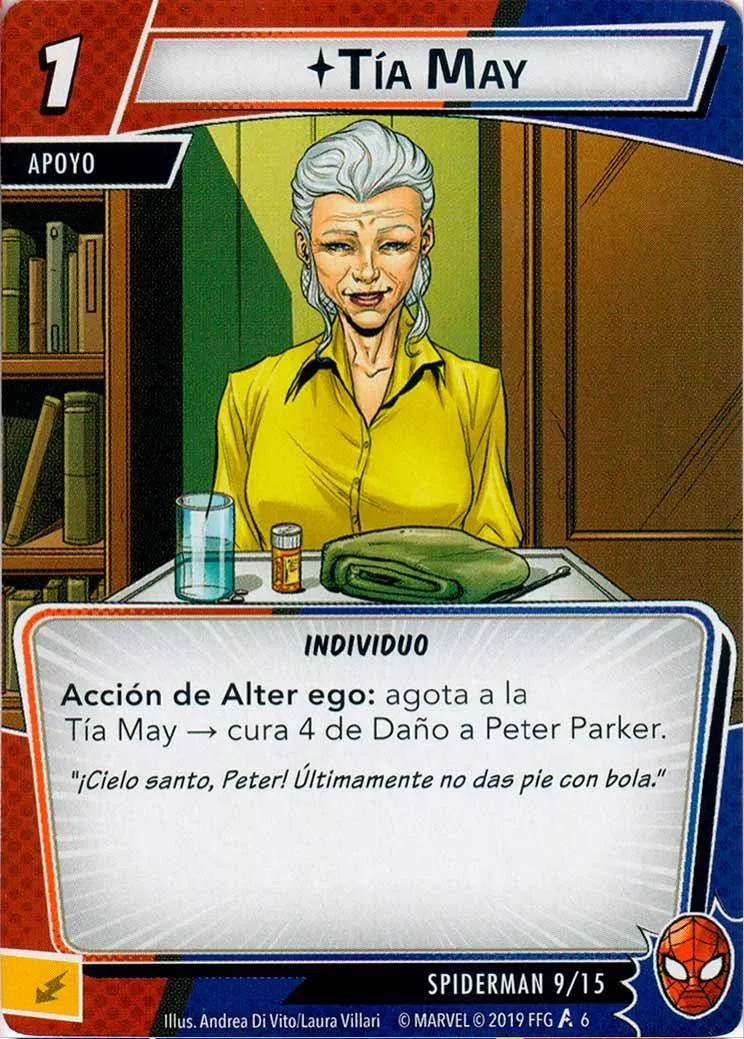 1
Tía May
APOYO
INDIVIDUO
Acción de Alter ego: agota a la
Tía May → cura 4 de Daño a Peter Parker.
"¡Cielo santo, Peter! Últimamente no das pie con bola."
SPIDERMAN 9/15
Illus. Andrea Di Vito/Laura Villari © MARVEL © 2019 FFG 6